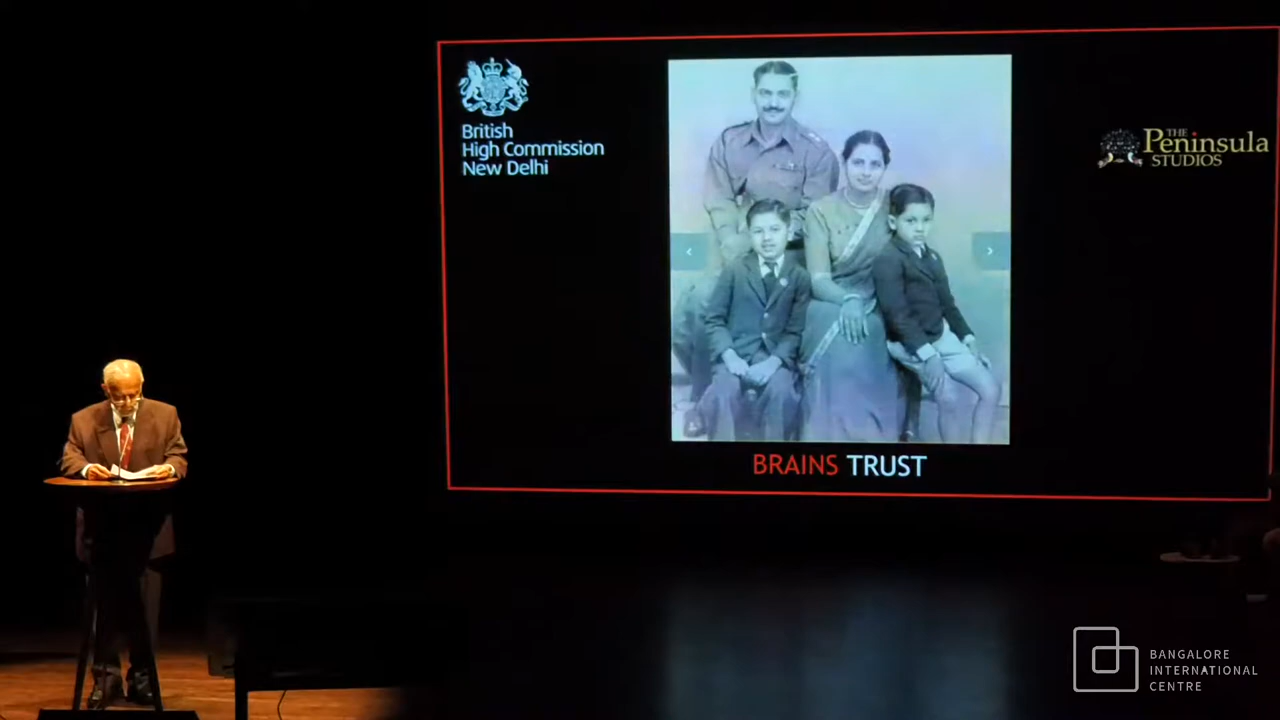 British
High Commission
New Delhi
THE
Peninsula
STUDIOS
BRAINS TRUST
BANGALORE
INTERNATIONAL
CENTRE